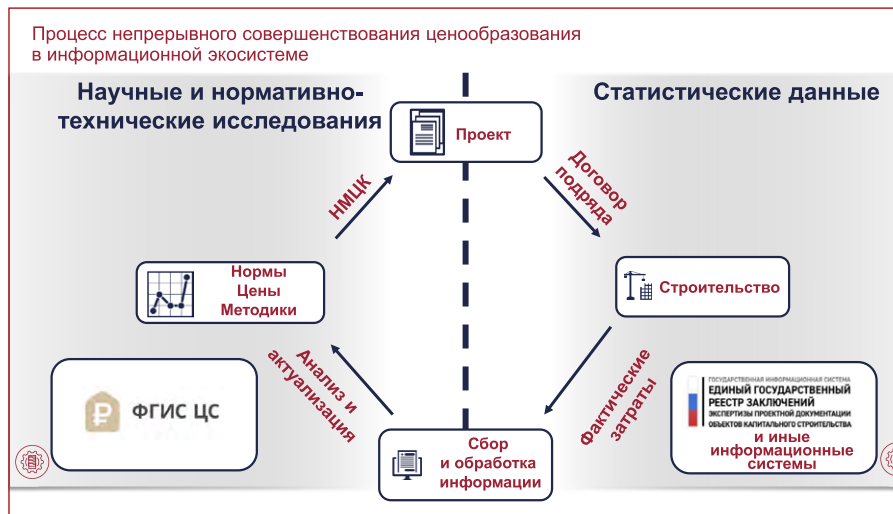 Процесс непрерывного совершенствования ценообразования
в информационной экосистеме
Научные и нормативно-
технические исследования
Статистические данные
Проект
НМЦК
Договор
подряда
Нормы
Цены
Методики
Строительство
Анализ и
актуализация
Фактические
затраты
ФГИС ЦС
ГОСУДАРСТВЕННАЯ ИНФОРМАЦИОННАЯ СИСТЕМА
ЕДИНЫЙ ГОСУДАРСТВЕННЫЙ
РЕЕСТР ЗАКЛЮЧЕНИЙ
ЭКСПЕРТИЗЫ ПРОЕКТНОЙ ДОКУМЕНТАЦИИ
ОБЪЕКТОВ КАПИТАЛЬНОГО СТРОИТЕЛЬСТВА
и иные
информационные
системы
Сбор
и обработка
информации